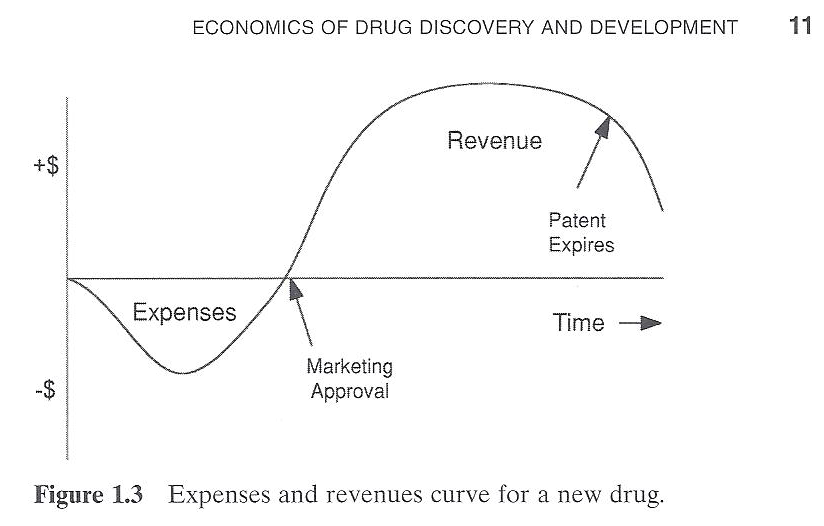 ECONOMICS OF DRUG DISCOVERY AND DEVELOPMENT 11
+$
Revenue
Patent
Expires
Expenses
Time
Marketing
Approval
-$
Figure 1.3 Expenses and revenues curve for a new drug.